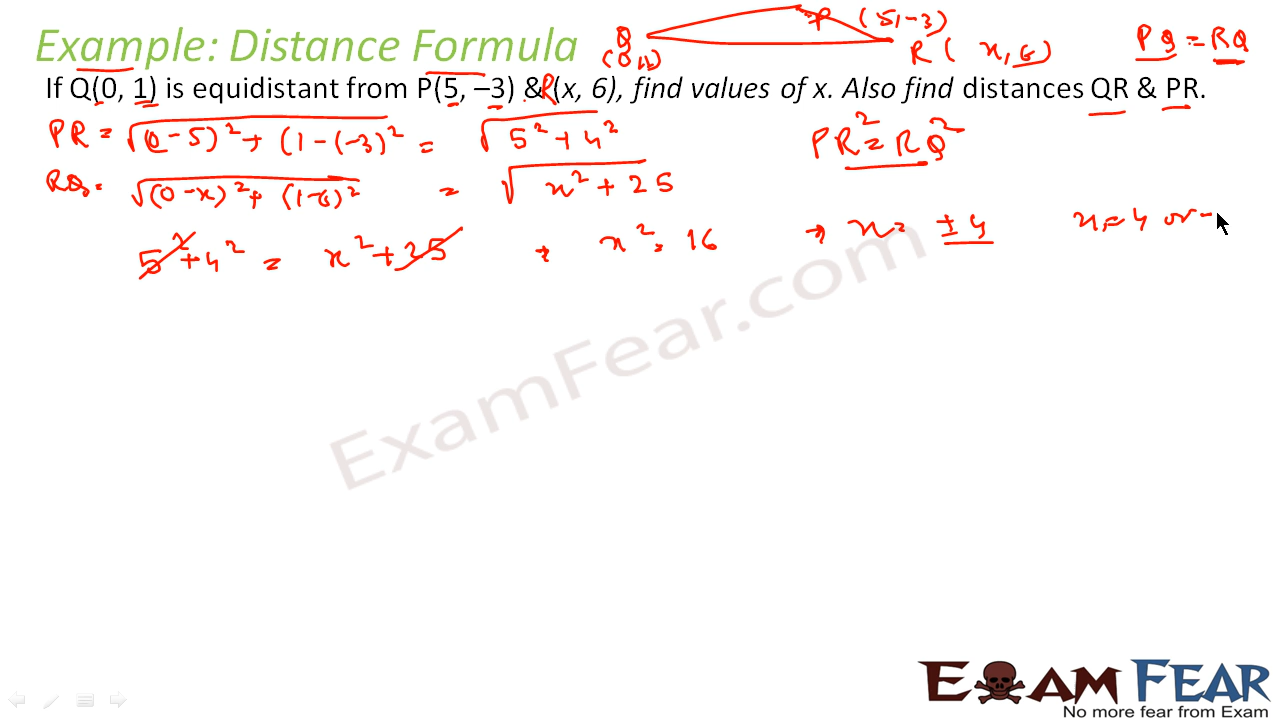 Example: Distance Formula
Q
(0,1)
P (5,-3)
R ( x, 6)
PQ = RQ
If Q(0, 1) is equidistant from P(5, –3) & R(x, 6), find values of x. Also find distances QR & PR.
PR = √(0-5)² + (1-(-3)² = √5² + 4²
PR² = RQ²
RQ = √(0-x)² + (1-6)² = √x² + 25
5² + 4² = x² + 25 → x² = 16 → x = ±4 x = 4 or -
ExamFear.com
EXAM FEAR
No more fear from Exam